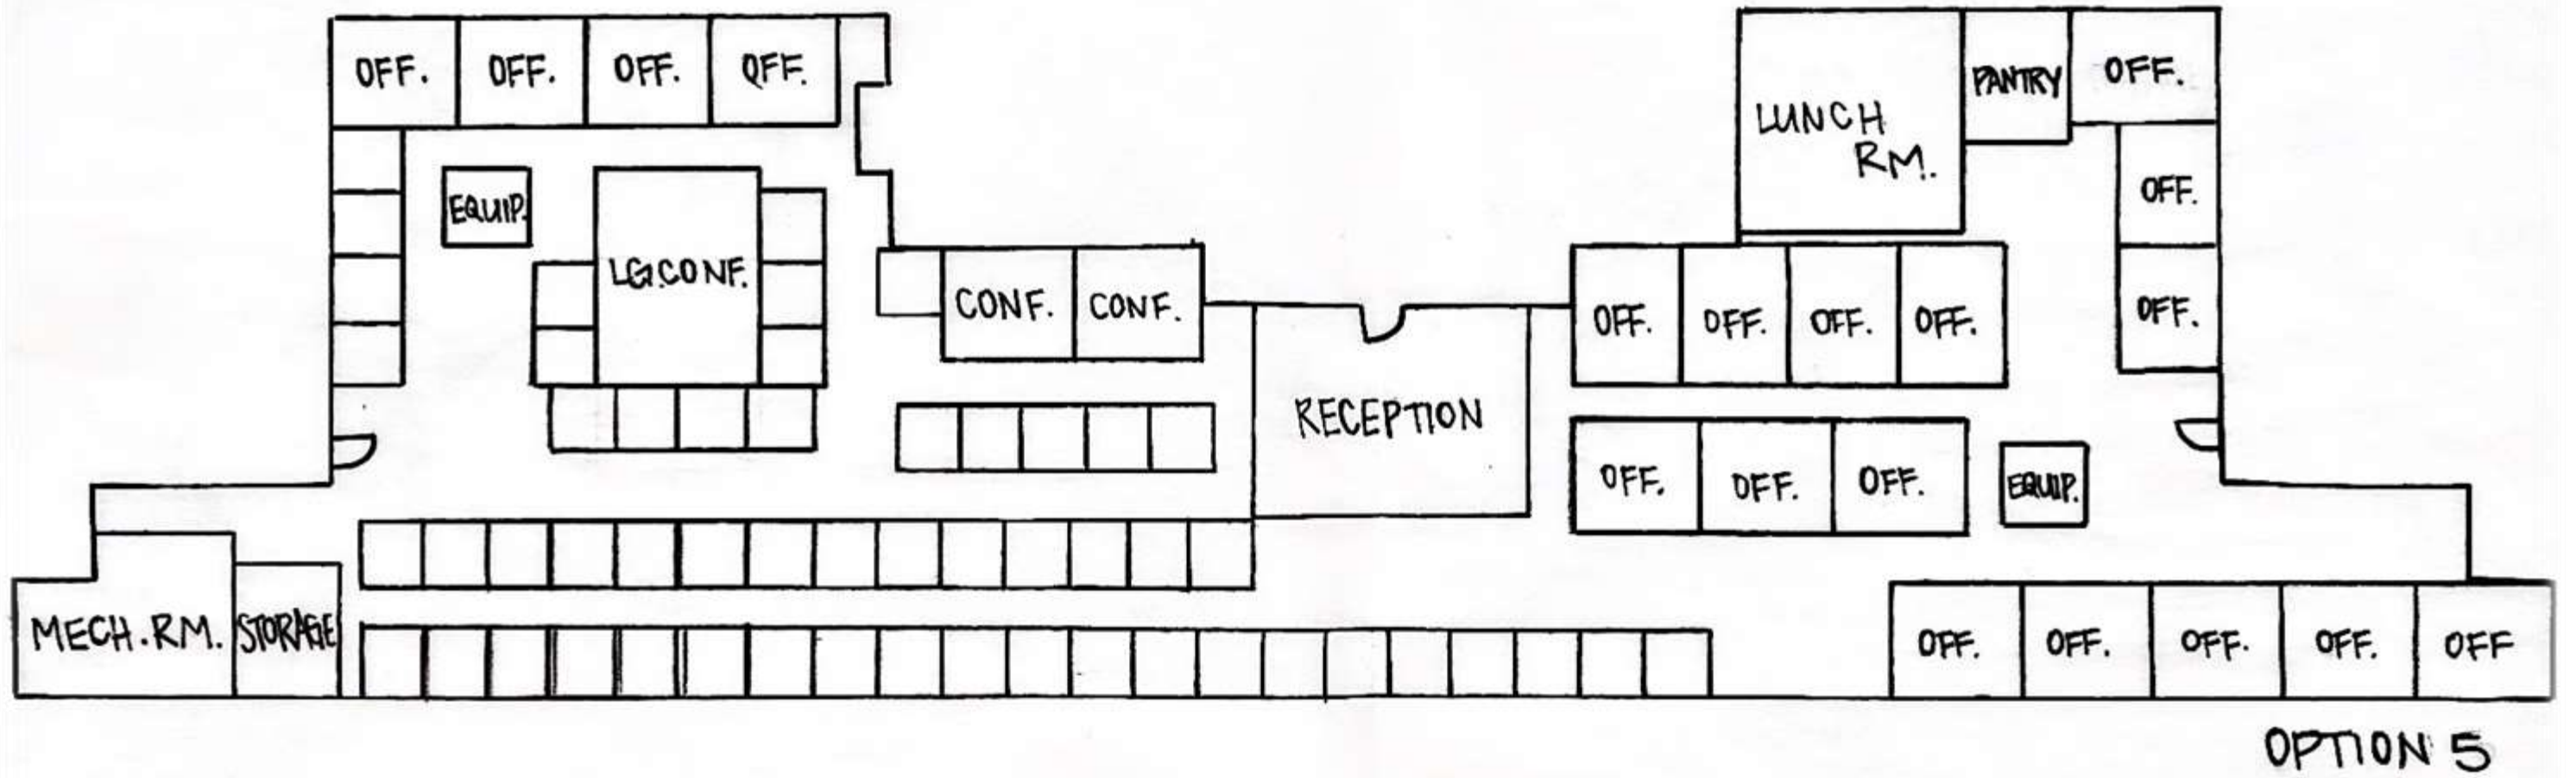 OFF. OFF. OFF. OFF.
EQUIP.
LG.CONF.
CONF. CONF.
RECEPTION
MECH.RM. STORAGE
LUNCH
RM.
PANTRY
OFF.
OFF.
OFF.
OFF. OFF. OFF. OFF.
OFF. OFF. OFF.
EQUIP.
OFF. OFF. OFF. OFF. OFF
OPTION 5